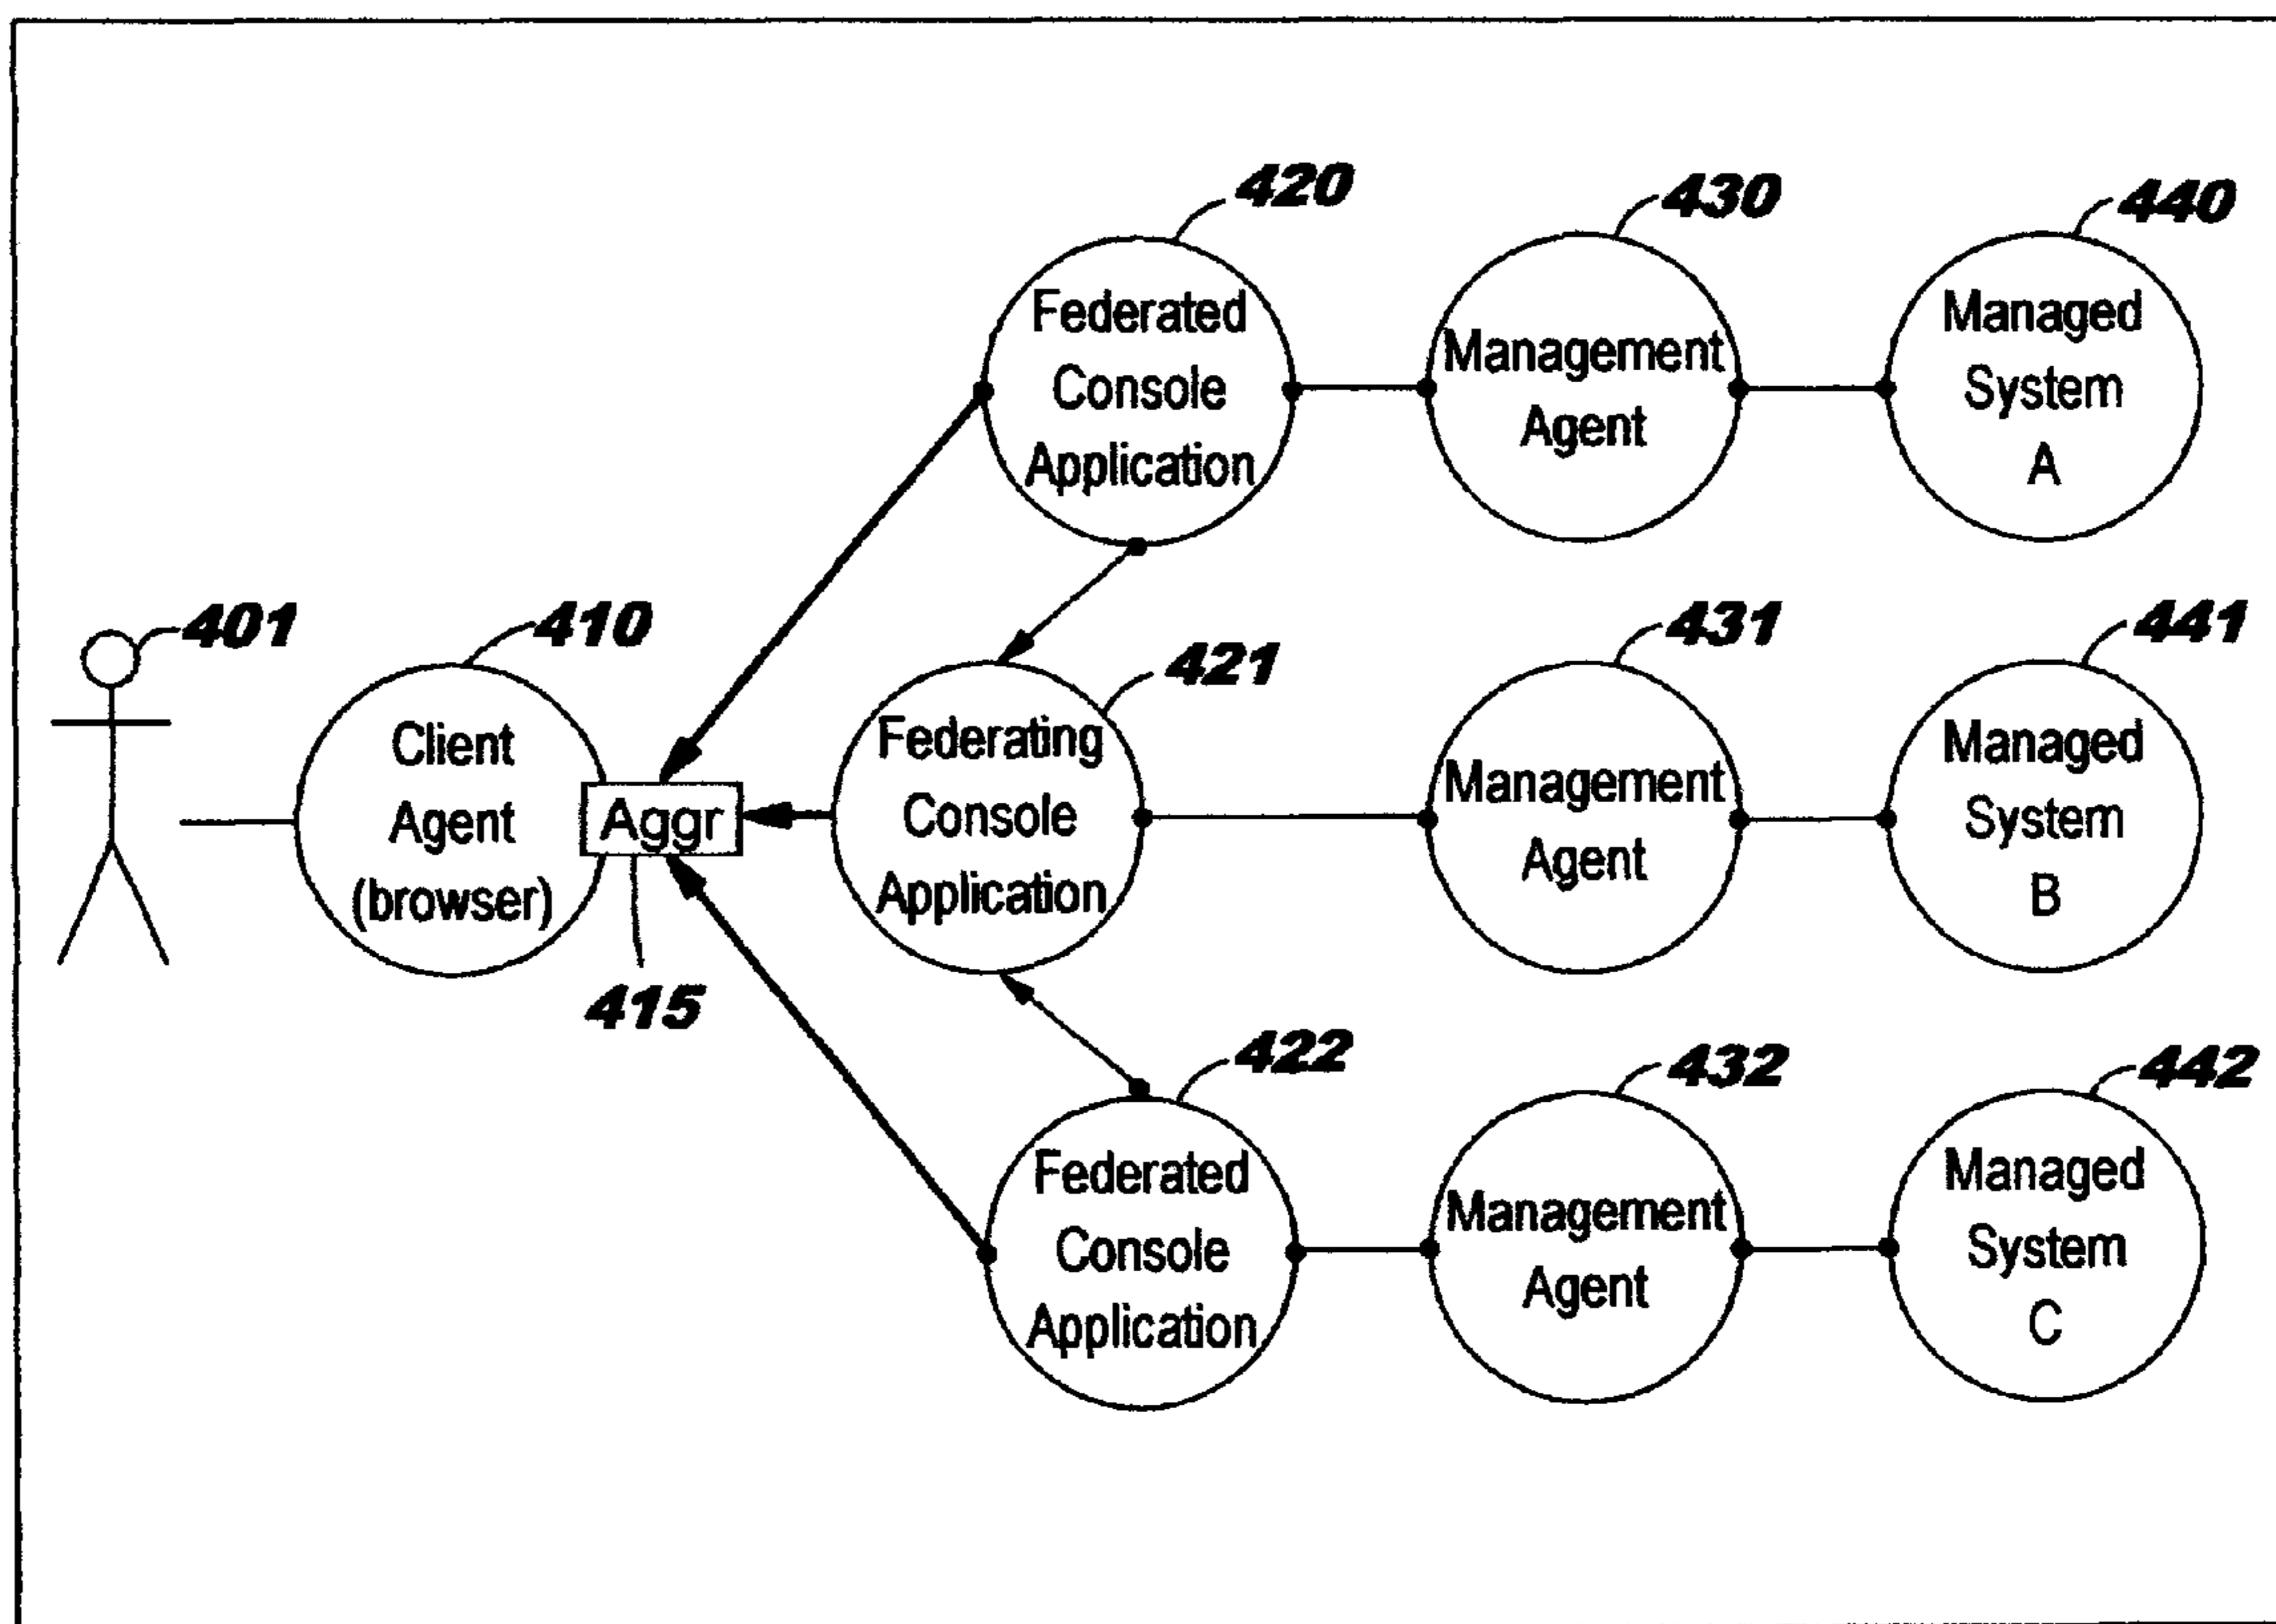 420
430
440
Federated
Console
Application
Management
Agent
Managed
System
A
401
410
421
431
441
Client
Agent
(browser)
Aggr
415
Federating
Console
Application
Management
Agent
Managed
System
B
422
432
442
Federated
Console
Application
Management
Agent
Managed
System
C